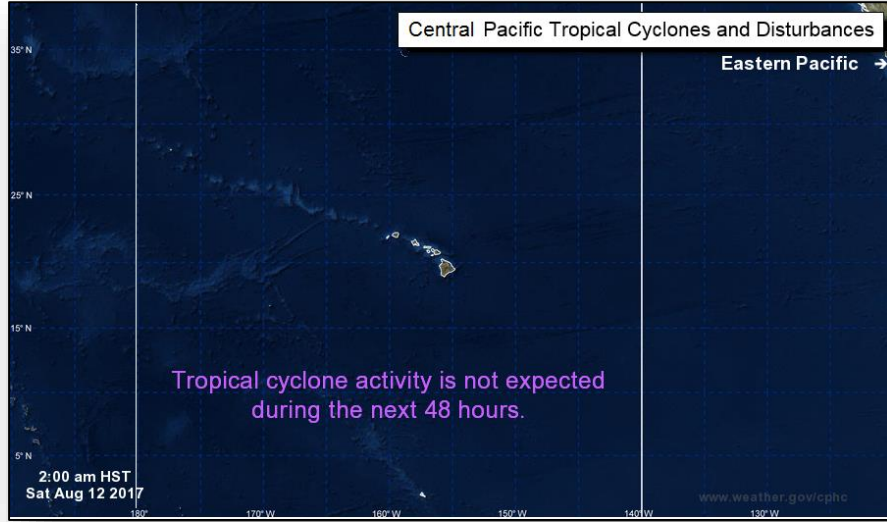 Central Pacific Tropical Cyclones and Disturbances
Eastern Pacific →
35° N
25° N
15° N
5° N
Tropical cyclone activity is not expected
during the next 48 hours.
2:00 am HST
Sat Aug 12 2017
www.weather.gov/cphc
180° 170° W 160° W 150° W 140° W 130° W